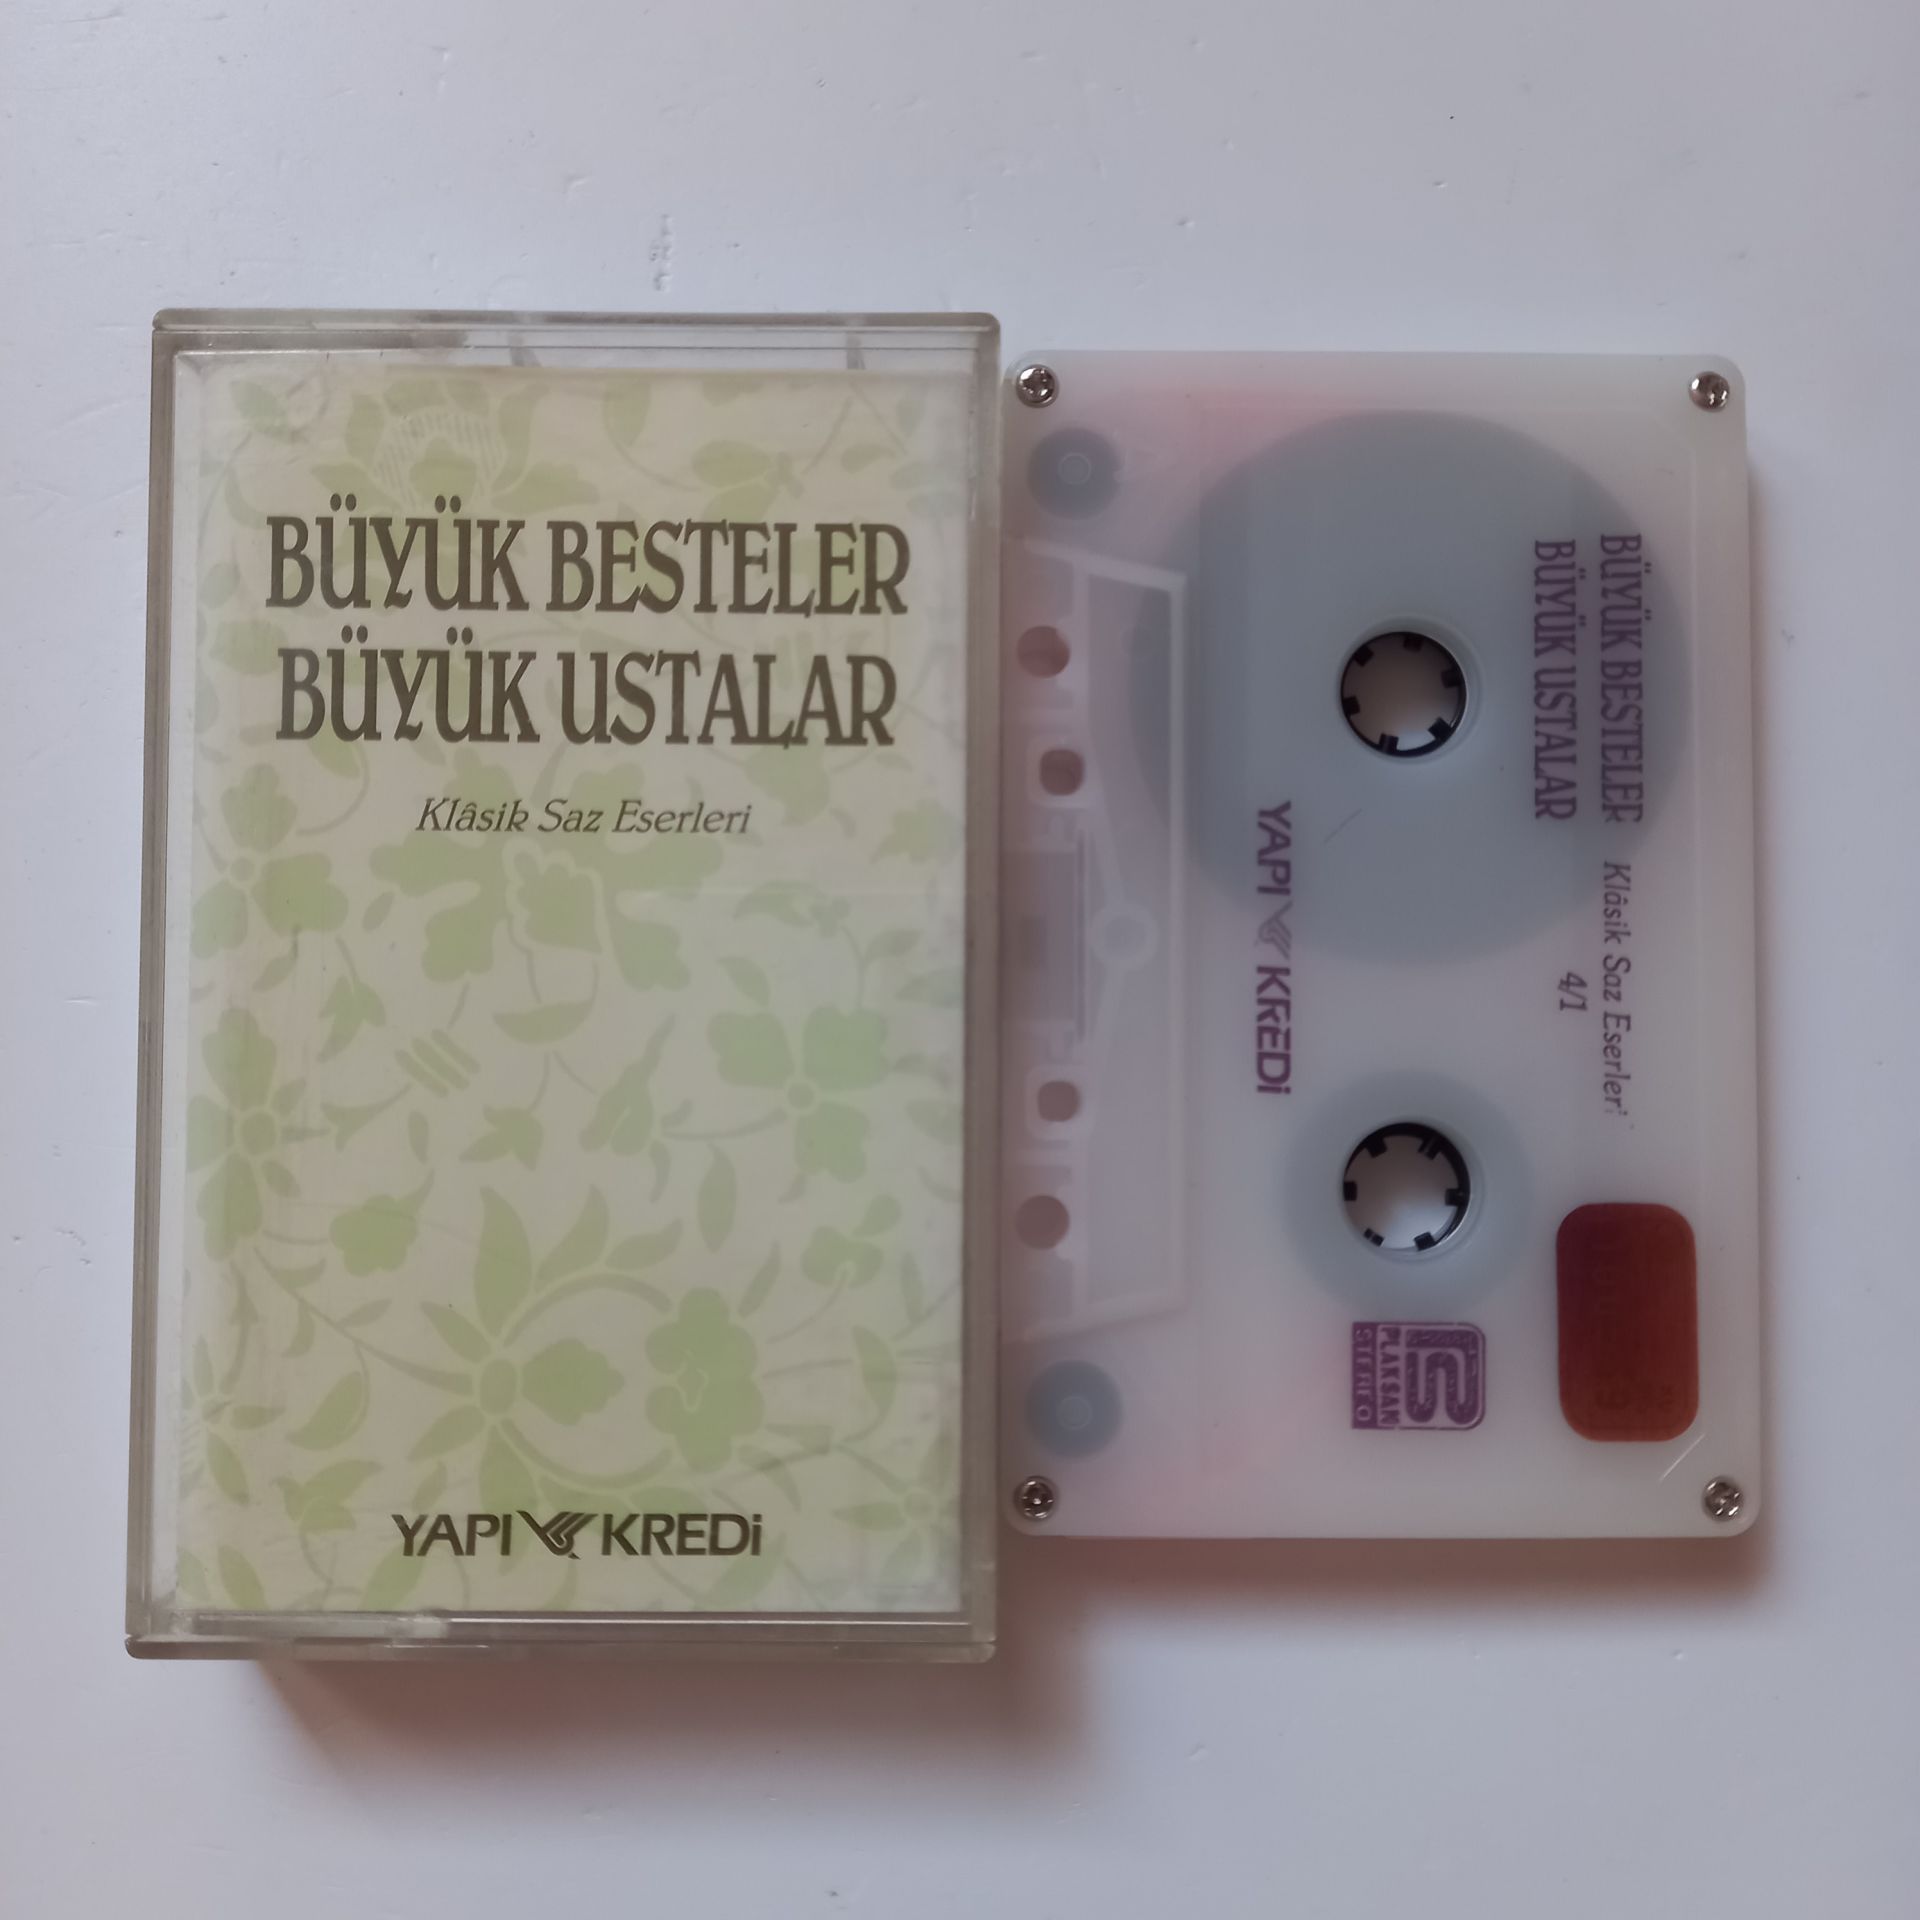 BÜYÜK BESTELER
BÜYÜK USTALAR
Klâsik Saz Eserleri
YAPI KREDİ
BÜYÜK BESTELER Klâsik Saz Eserleri
BÜYÜK USTALAR 4/1
YAPI KREDİ
PLAKSAN
STEREO